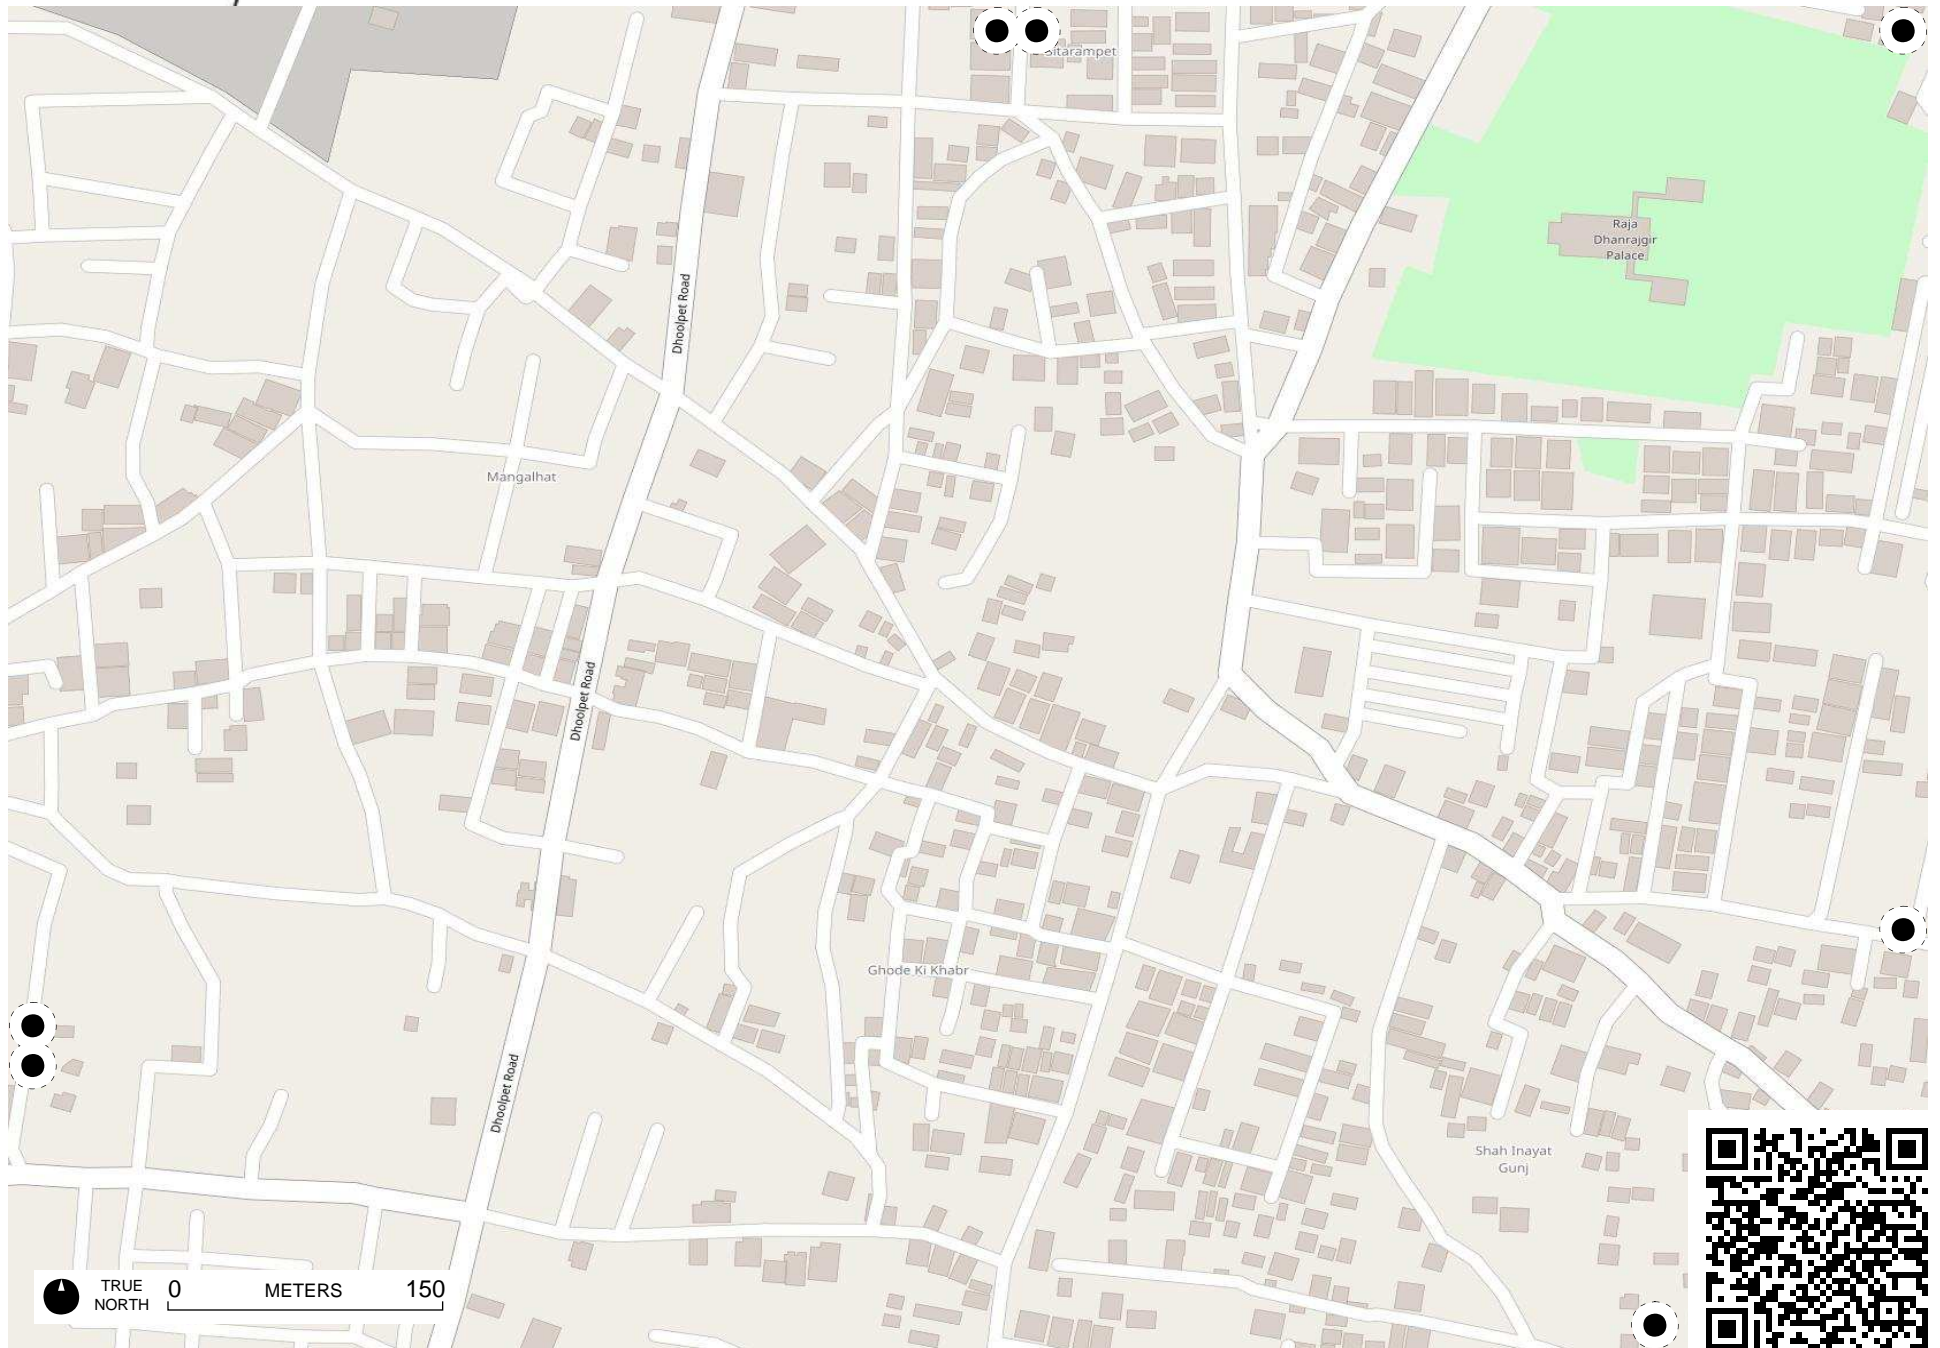 Sitarampet
Raja
Dhanrajgir
Palace
Dhoolpet Road
Mangalhat
Dhoolpet Road
Ghode Ki Khabr
Dhoolpet Road
Shah Inayat
Gunj
TRUE
NORTH
0 METERS 150